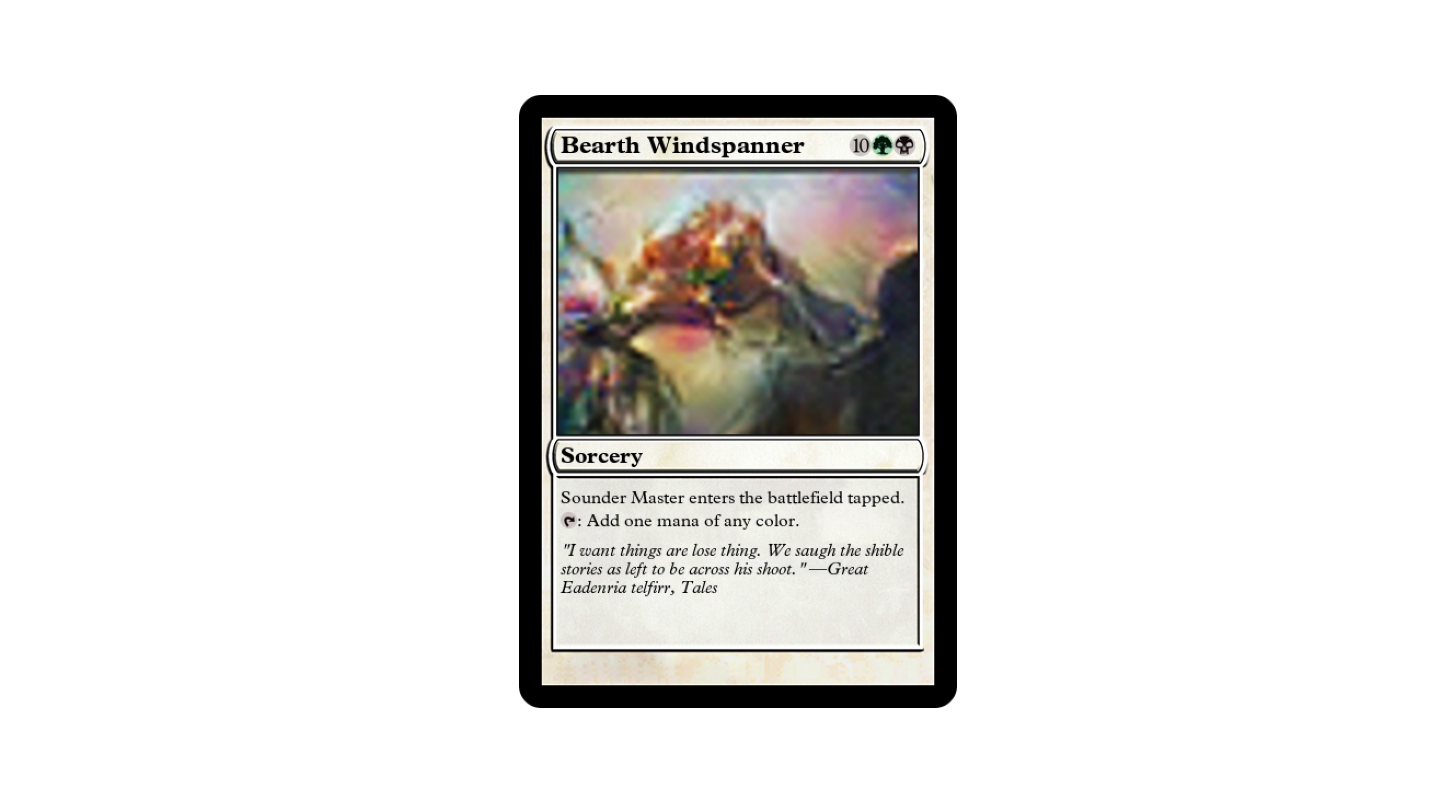 Bearth Windspanner 10
Sorcery
Sounder Master enters the battlefield tapped.
: Add one mana of any color.
"I want things are lose thing. We saugh the shible
stories as left to be across his shoot." —Great
Eadenria telfirr, Tales